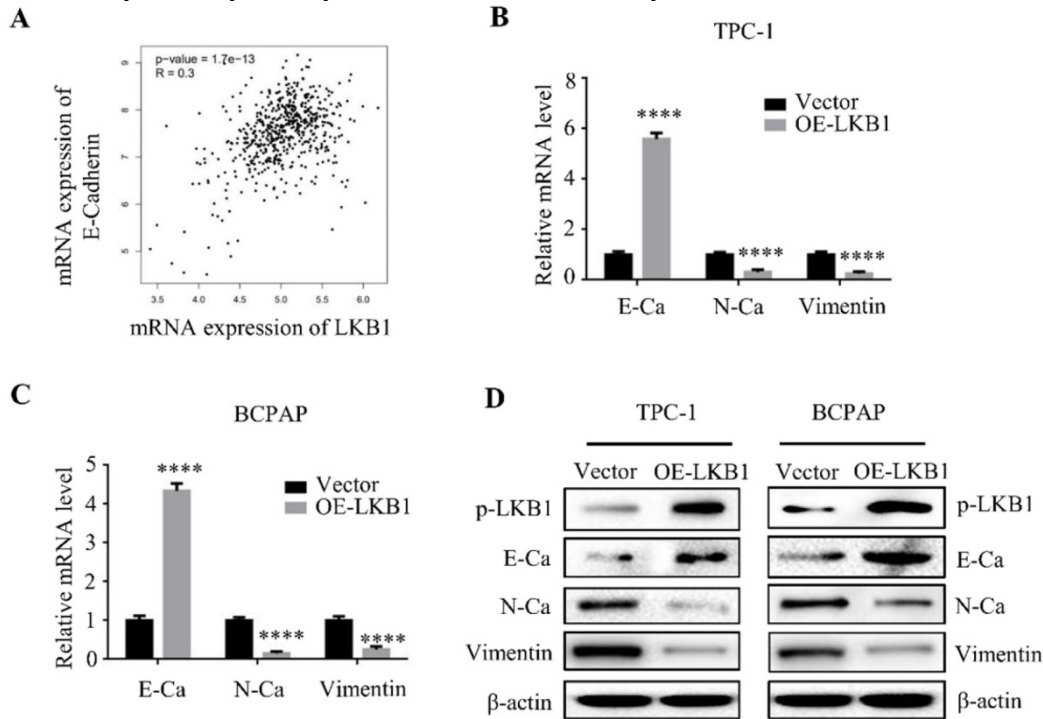 A
p-value = 1.7e-13
R = 0.3
mRNA expression of
E-Cadherin
9
8
7
6
5
3.5 4.0 4.5 5.0 5.5 6.0
mRNA expression of LKB1
B
TPC-1
Relative mRNA level
8
6
4
2
0
Vector
OE-LKB1
****
****
****
E-Ca N-Ca Vimentin
C
BCPAP
Relative mRNA level
5
4
3
2
1
0
Vector
OE-LKB1
****
****
****
E-Ca N-Ca Vimentin
D
TPC-1 BCPAP
Vector OE-LKB1 Vector OE-LKB1
p-LKB1 p-LKB1
E-Ca E-Ca
N-Ca N-Ca
Vimentin Vimentin
β-actin β-actin